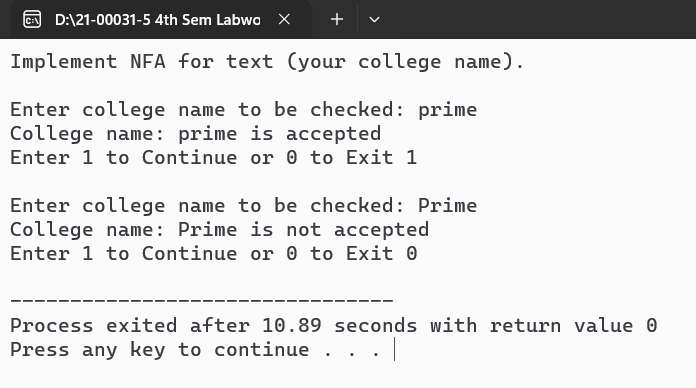 D:\21-00031-5 4th Sem Labwo
Implement NFA for text (your college name).
Enter college name to be checked: prime
College name: prime is accepted
Enter 1 to Continue or 0 to Exit 1
Enter college name to be checked: Prime
College name: Prime is not accepted
Enter 1 to Continue or 0 to Exit 0
--------------------------------
Process exited after 10.89 seconds with return value 0
Press any key to continue . . .